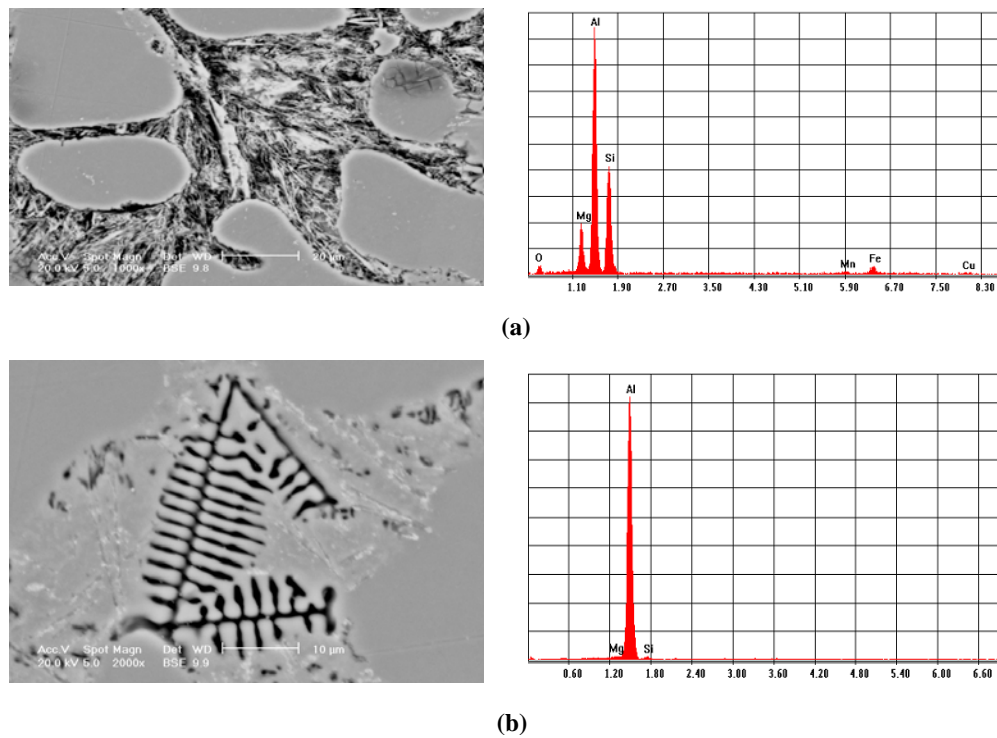 Al
Si
Mg
O
Mn
Fe
Cu
Acc.V Spot Magn Det WD 20 µm
20.0 kV 5.0 1000x BSE 9.8
1.10 1.90 2.70 3.50 4.30 5.10 5.90 6.70 7.50 8.30
(a)
Al
Mg
Si
Acc.V Spot Magn Det WD 10 µm
20.0 kV 5.0 2000x BSE 9.9
0.60 1.20 1.80 2.40 3.00 3.60 4.20 4.80 5.40 6.00 6.60
(b)